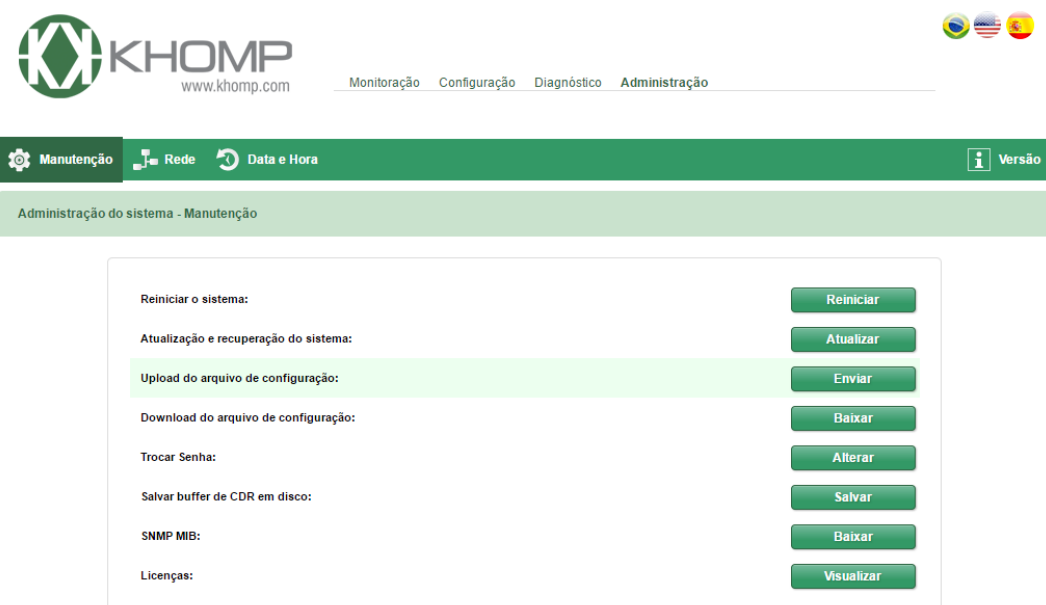 KHOMP
www.khomp.com
Monitoração Configuração Diagnóstico Administração
Manutenção Rede Data e Hora Versão
Administração do sistema - Manutenção
Reiniciar o sistema: Reiniciar
Atualização e recuperação do sistema: Atualizar
Upload do arquivo de configuração: Enviar
Download do arquivo de configuração: Baixar
Trocar Senha: Alterar
Salvar buffer de CDR em disco: Salvar
SNMP MIB: Baixar
Licenças: Visualizar